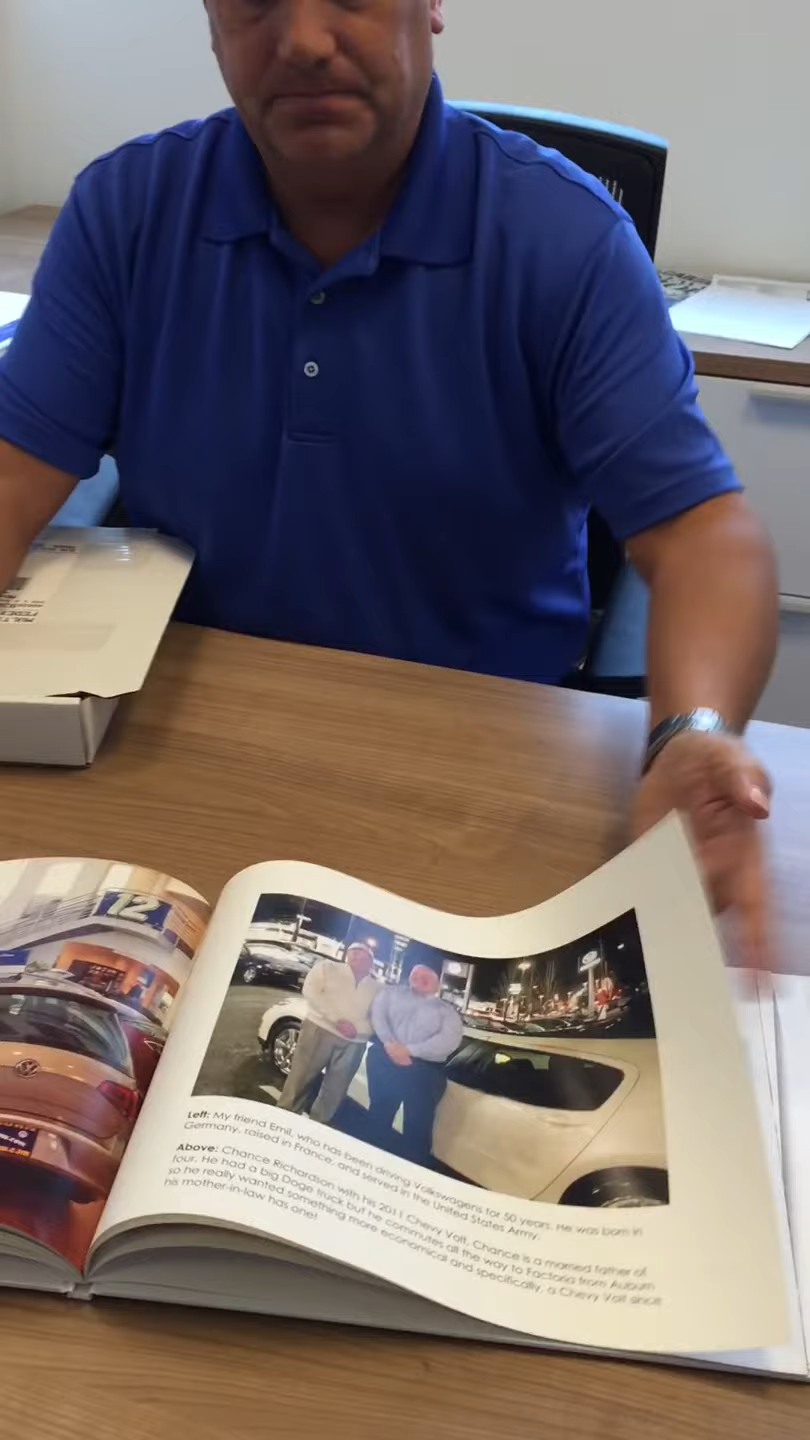 12
Left: My friend Emil, who has been driving Volkswagens for 50 years. He was born in
Germany, raised in France, and served in the United States Army.
Above: Chance Richardson with his 2011 Chevy Volt, Chance is a married father of
four. He had a big Doge truck but he commutes all the way to Factoria from Auburn
so he really wanted something more economical and specifically, a Chevy Volt since
his mother-in-law has one!